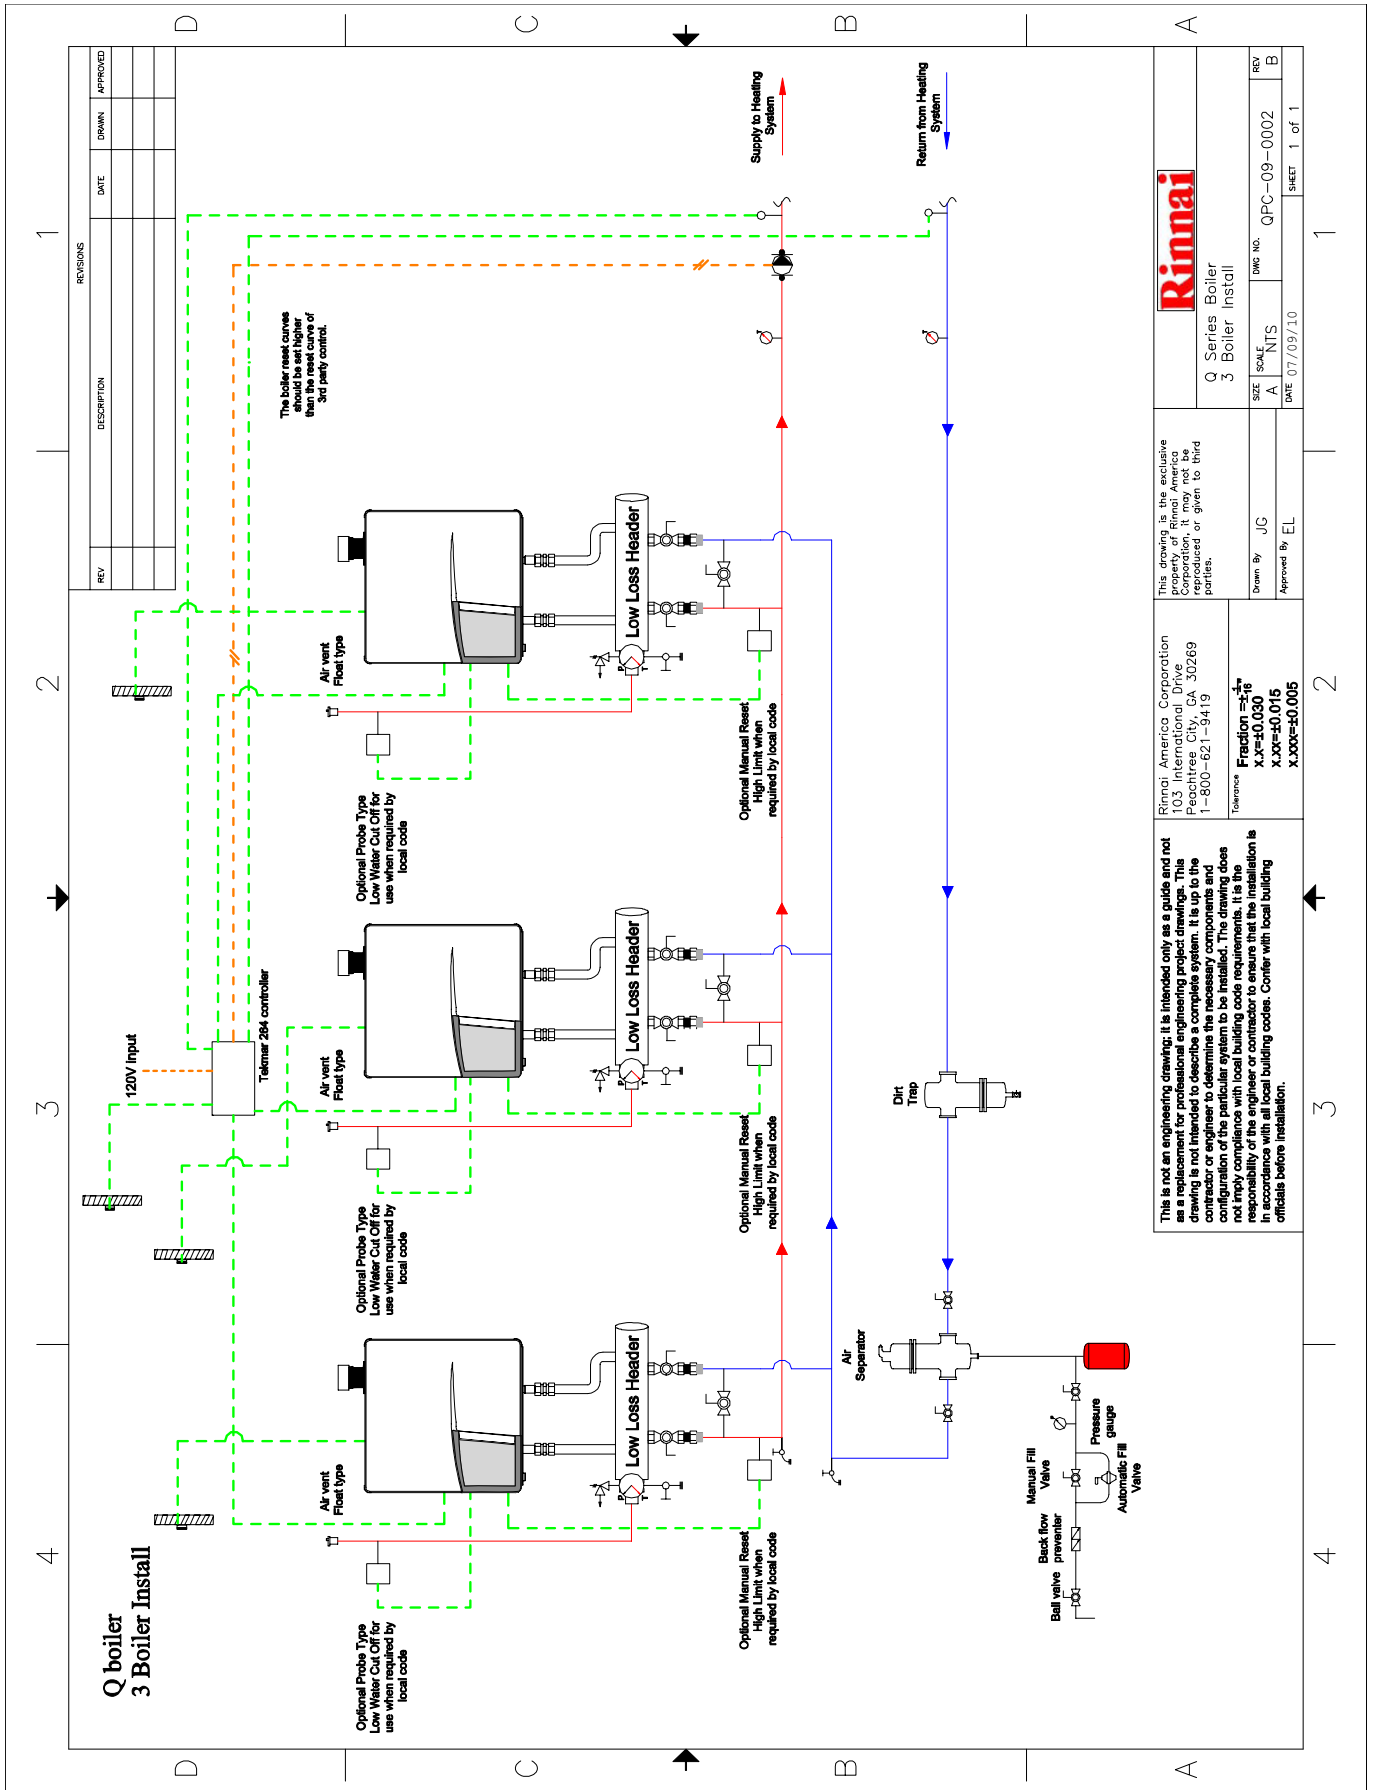 Q boiler
3 Boiler Install
REVISIONS
REV
DESCRIPTION
DATE
DRAWN
APPROVED
120V input
Tekmar 264 controller
The boiler reset curves
should be set higher
than the reset curve of
3rd party control.
Air vent
Float type
Air vent
Float type
Air vent
Float type
Optional Probe Type
Low Water Cut Off for
use when required by
local code
Optional Probe Type
Low Water Cut Off for
use when required by
local code
Optional Probe Type
Low Water Cut Off for
use when required by
local code
Low Loss Header
Low Loss Header
Low Loss Header
P
T
P
T
P
T
Optional Manual Reset
High Limit when
required by local code
Optional Manual Reset
High Limit when
required by local code
Optional Manual Reset
High Limit when
required by local code
Supply to Heating
System
Return from Heating
System
Air
Separator
Dirt
Trap
Ball valve
Back flow
preventer
Manual Fill
Valve
Automatic Fill
Valve
Pressure
gauge
This is not an engineering drawing; it is intended only as a guide and not
as a replacement for professional engineering project drawings. This
drawing is not intended to describe a complete system. It is up to the
contractor or engineer to determine the necessary components and
configuration of the particular system to be installed. The drawing does
not imply compliance with local building code requirements. It is the
responsibility of the engineer or contractor to ensure that the installation is
in accordance with all local building codes. Confer with local building
officials before installation.
Rinnai America Corporation
103 International Drive
Peachtree City, GA 30269
1-800-621-9419
Tolerance
Fraction =±1/16"
X.X=±0.030
X.XX=±0.015
X.XXX=±0.005
This drawing is the exclusive
property of Rinnai America
Corporation, it may not be
reproduced or given to third
parties.
Drawn By JG
Approved By EL
Rinnai
Q Series Boiler
3 Boiler Install
SIZE A
SCALE NTS
DWG NO. QPC-09-0002
REV B
DATE 07/09/10
SHEET 1 of 1
4
3
2
1
4
3
2
1
D
C
B
A
D
C
B
A